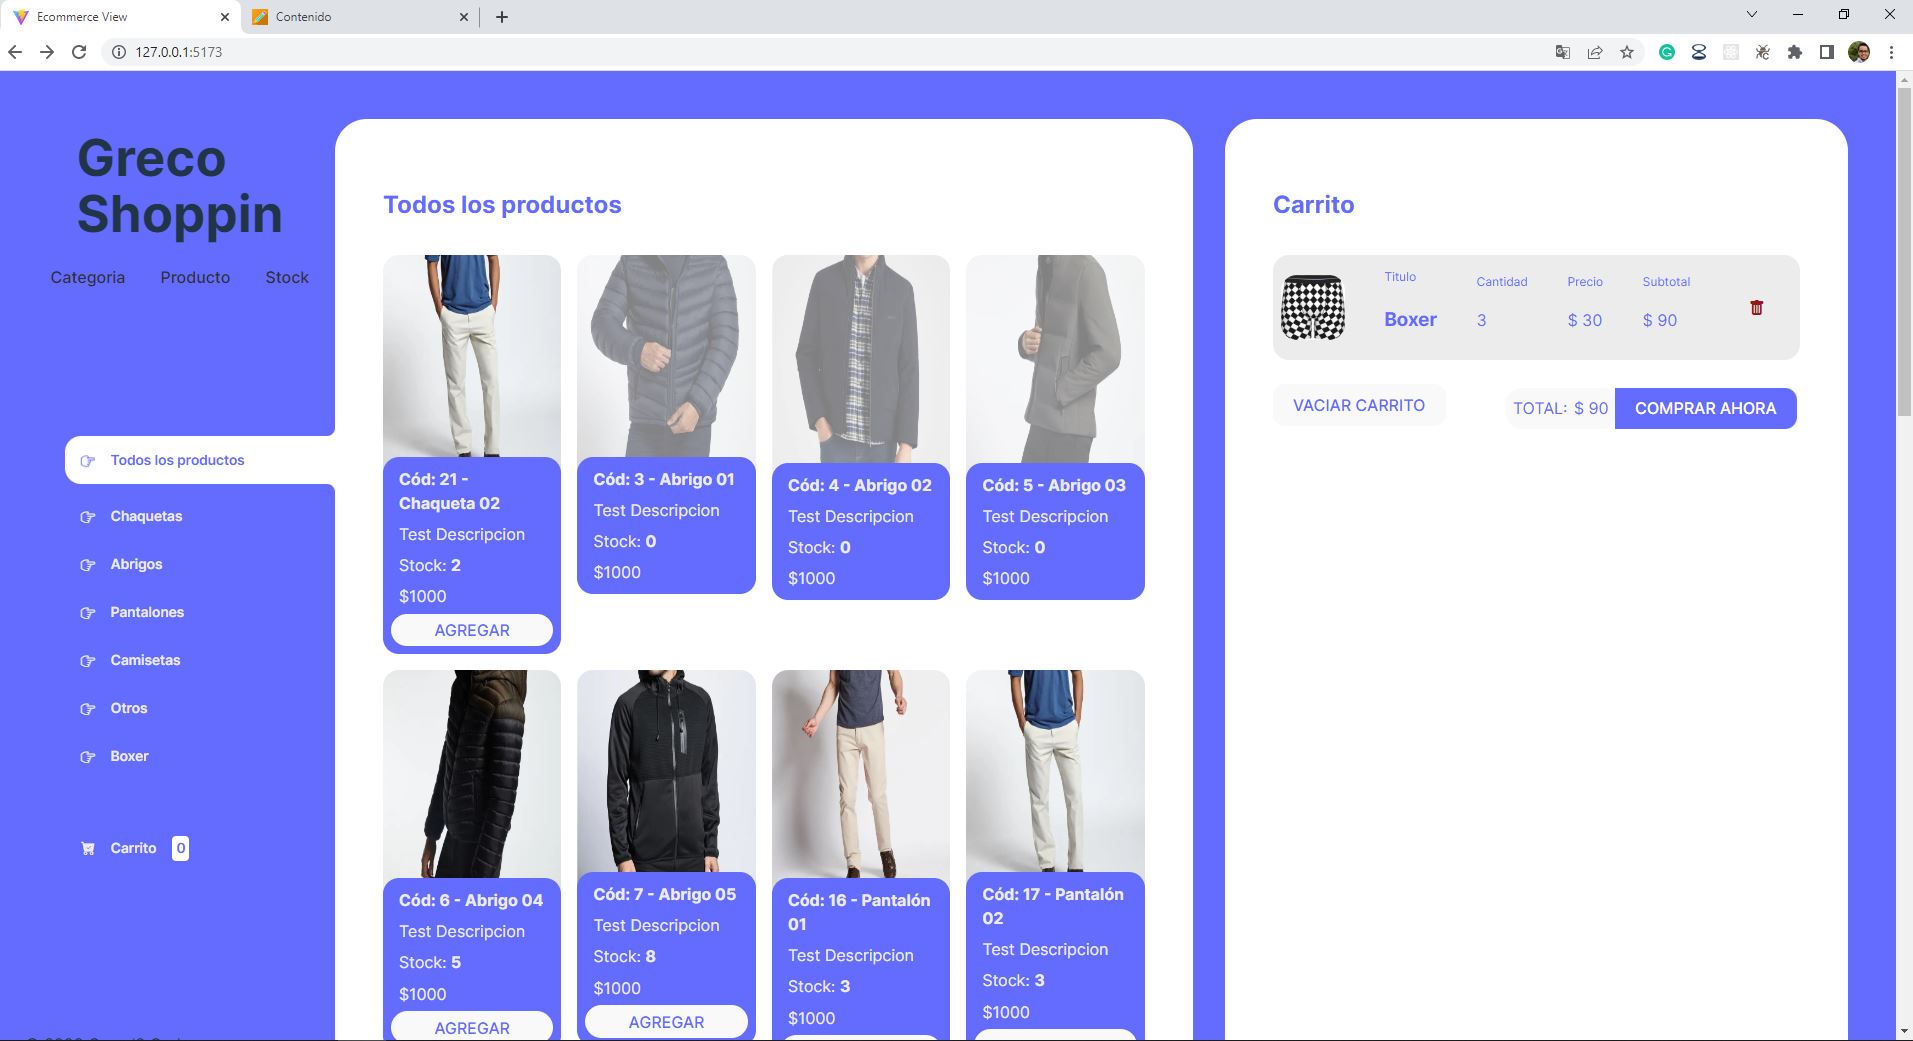 Ecommerce View
Contenido
127.0.0.1:5173
Greco
Shoppin
Categoria Producto Stock
Todos los productos
Chaquetas
Abrigos
Pantalones
Camisetas
Otros
Boxer
Carrito 0
Todos los productos
Cód: 21 -
Chaqueta 02
Test Descripcion
Stock: 2
$1000
AGREGAR
Cód: 3 - Abrigo 01
Test Descripcion
Stock: 0
$1000
Cód: 4 - Abrigo 02
Test Descripcion
Stock: 0
$1000
Cód: 5 - Abrigo 03
Test Descripcion
Stock: 0
$1000
Cód: 6 - Abrigo 04
Test Descripcion
Stock: 5
$1000
AGREGAR
Cód: 7 - Abrigo 05
Test Descripcion
Stock: 8
$1000
AGREGAR
Cód: 16 - Pantalón
01
Test Descripcion
Stock: 3
$1000
Cód: 17 - Pantalón
02
Test Descripcion
Stock: 3
$1000
Carrito
Titulo Cantidad Precio Subtotal
Boxer 3 $ 30 $ 90
VACIAR CARRITO
TOTAL: $ 90 COMPRAR AHORA